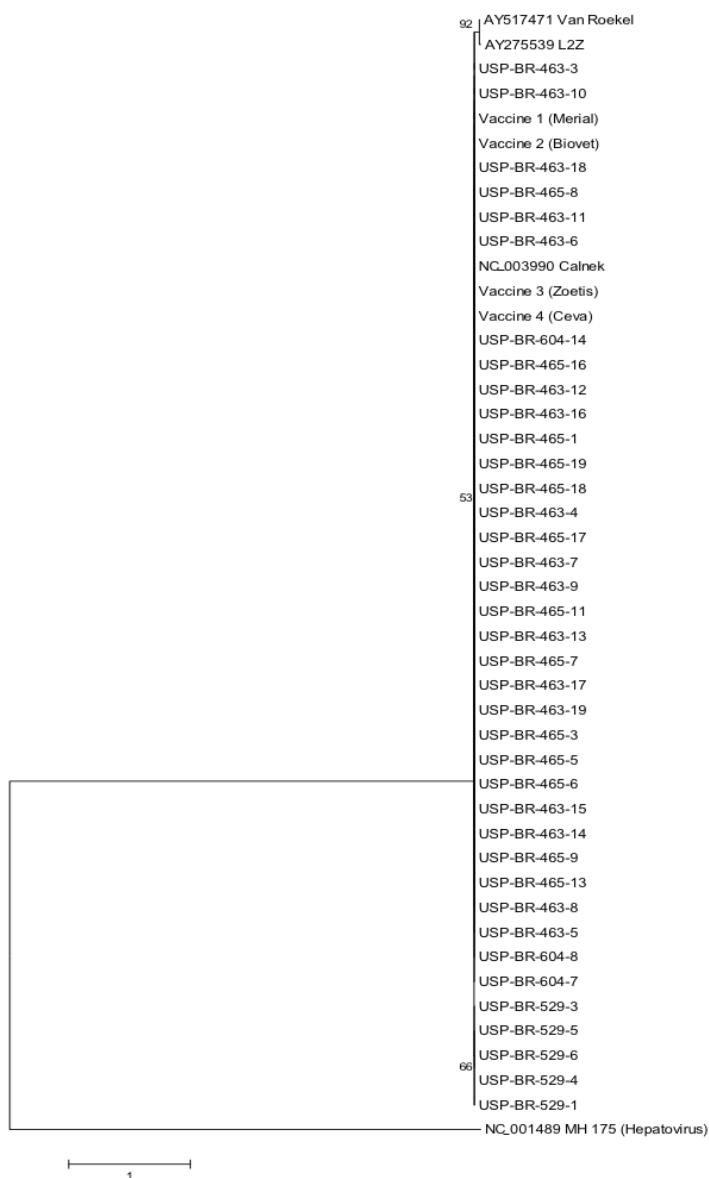 92
AY517471 Van Roekel
AY275539 L2Z
USP-BR-463-3
USP-BR-463-10
Vaccine 1 (Merial)
Vaccine 2 (Biovet)
USP-BR-463-18
USP-BR-465-8
USP-BR-463-11
USP-BR-463-6
NC_003990 Calnek
Vaccine 3 (Zoetis)
Vaccine 4 (Ceva)
USP-BR-604-14
USP-BR-465-16
USP-BR-463-12
USP-BR-463-16
USP-BR-465-1
USP-BR-465-19
USP-BR-465-18
53
USP-BR-463-4
USP-BR-465-17
USP-BR-463-7
USP-BR-463-9
USP-BR-465-11
USP-BR-463-13
USP-BR-465-7
USP-BR-463-17
USP-BR-463-19
USP-BR-465-3
USP-BR-465-5
USP-BR-465-6
USP-BR-463-15
USP-BR-463-14
USP-BR-465-9
USP-BR-465-13
USP-BR-463-8
USP-BR-463-5
USP-BR-604-8
USP-BR-604-7
USP-BR-529-3
USP-BR-529-5
USP-BR-529-6
66
USP-BR-529-4
USP-BR-529-1
NC_001489 MH 175 (Hepatovirus)
1